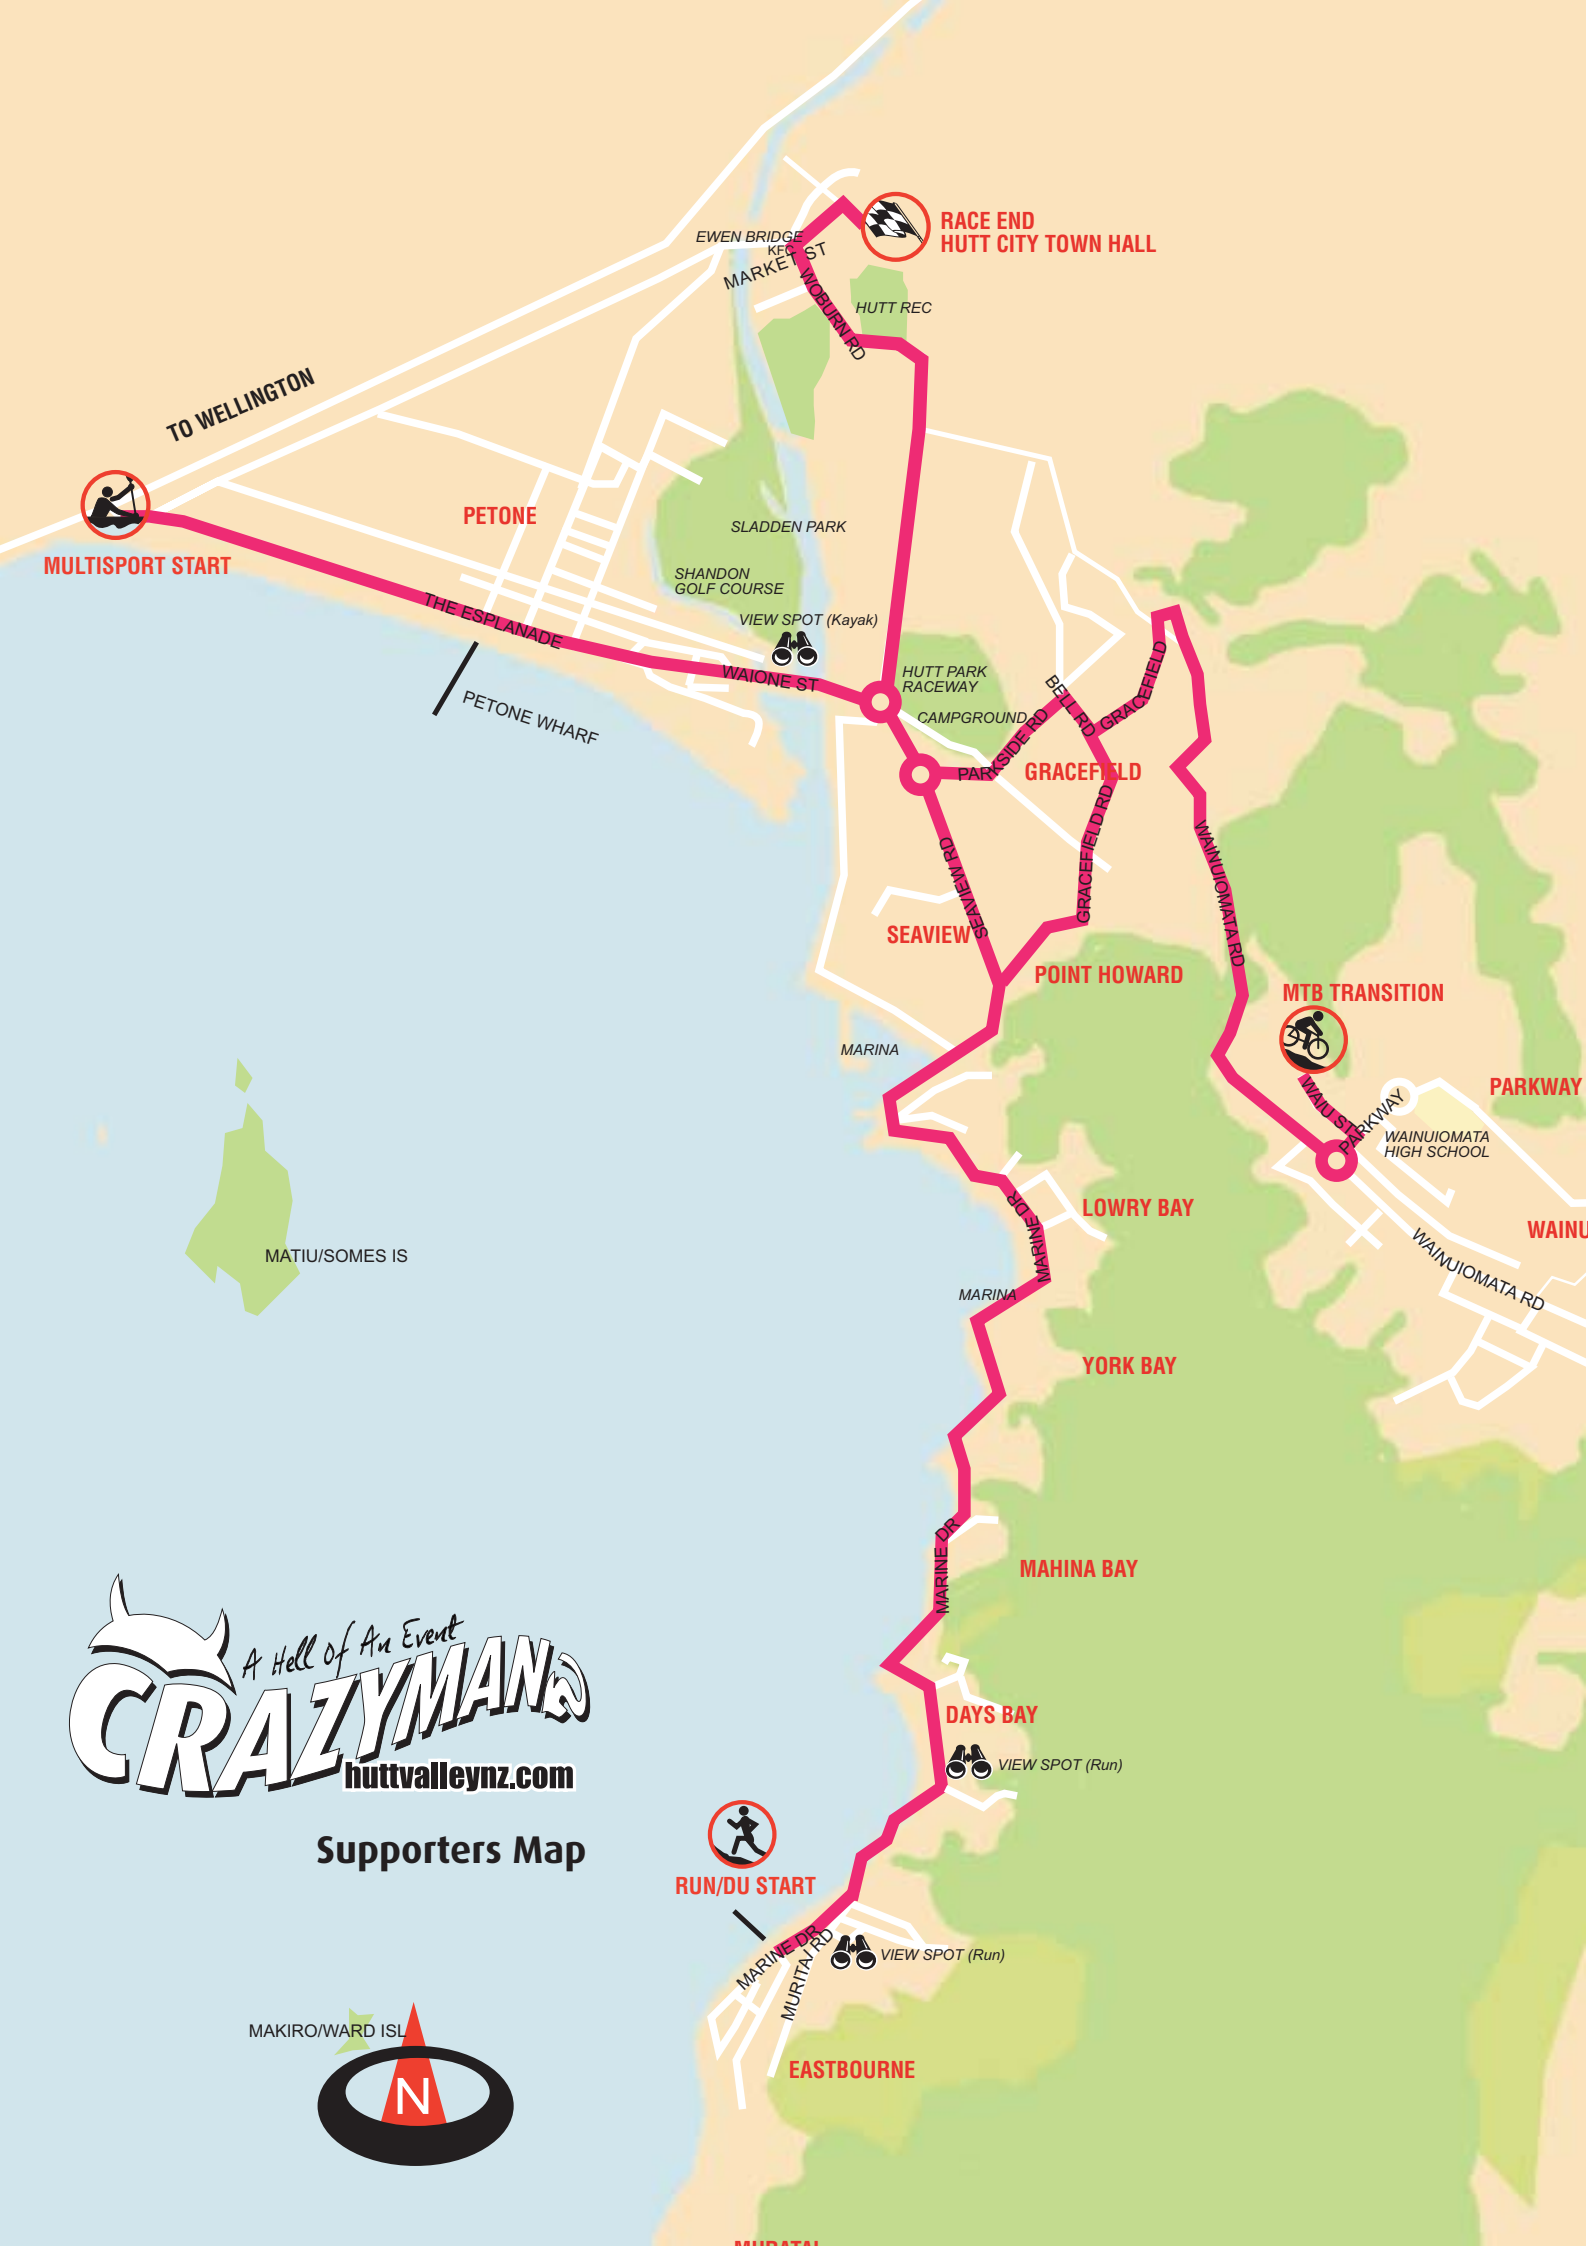 RACE END
HUTT CITY TOWN HALL
EWEN BRIDGE
KFC
MARKET ST
WOBURN RD
HUTT REC
TO WELLINGTON
MULTISPORT START
PETONE
SLADDEN PARK
SHANDON
GOLF COURSE
VIEW SPOT (Kayak)
THE ESPLANADE
WAIONE ST
PETONE WHARF
HUTT PARK
RACEWAY
CAMPGROUND
BELL RD
GRACEFIELD
PARKSIDE RD
GRACEFIELD
GRACEFIELD RD
SEAVIEW RD
WAINUIOMATA RD
SEAVIEW
POINT HOWARD
MTB TRANSITION
MARINA
WAIU ST
PARKWAY
PARKWAY
WAINUIOMATA
HIGH SCHOOL
LOWRY BAY
MARINE DR
WAINU
WAINUIOMATA RD
MATIU/SOMES IS
MARINA
YORK BAY
MARINE DR
MAHINA BAY
A Hell of An Event
CRAZYMAN
huttvalleynz.com
Supporters Map
DAYS BAY
VIEW SPOT (Run)
RUN/DU START
MARINE DR
MURITAI RD
VIEW SPOT (Run)
MAKIRO/WARD ISL
N
EASTBOURNE